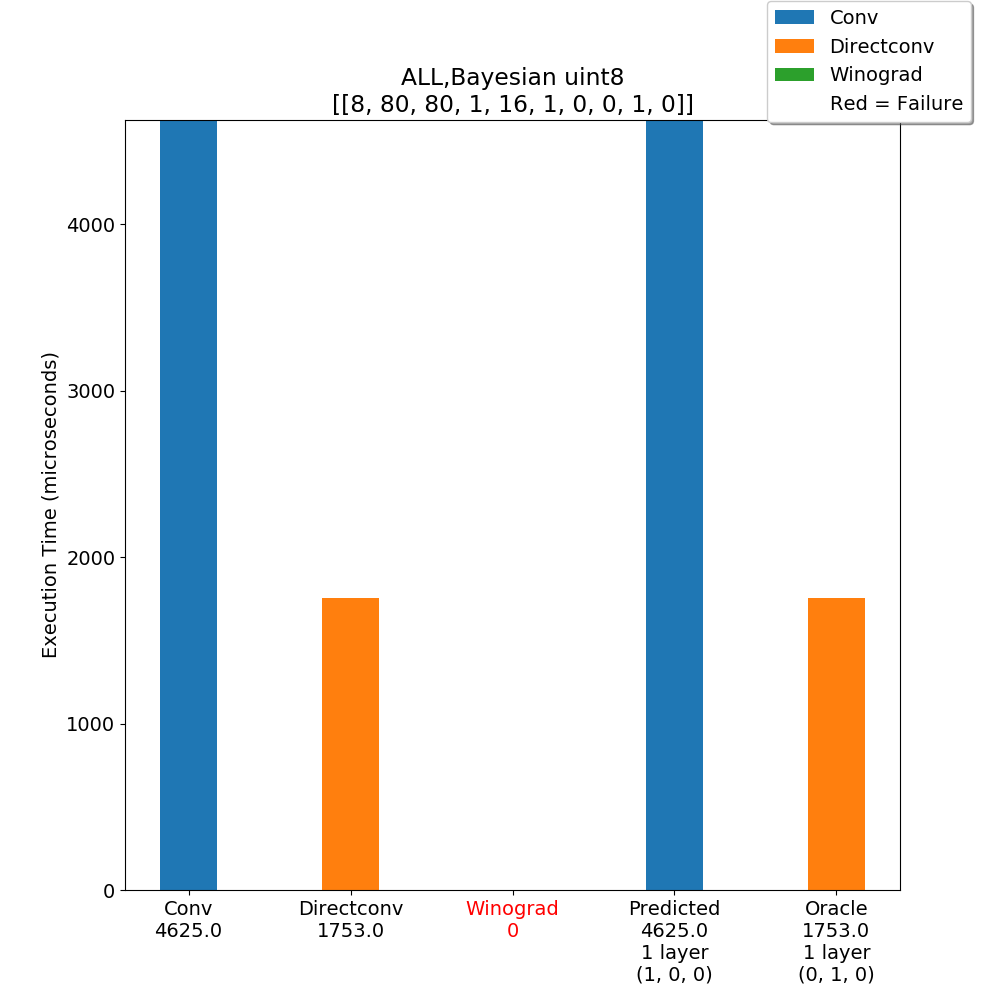 Conv
Directconv
Winograd
Red = Failure
ALL,Bayesian uint8
[[8, 80, 80, 1, 16, 1, 0, 0, 1, 0]]
Execution Time (microseconds)
4000
3000
2000
1000
0
Conv
4625.0
Directconv
1753.0
Winograd
0
Predicted
4625.0
1 layer
(1, 0, 0)
Oracle
1753.0
1 layer
(0, 1, 0)